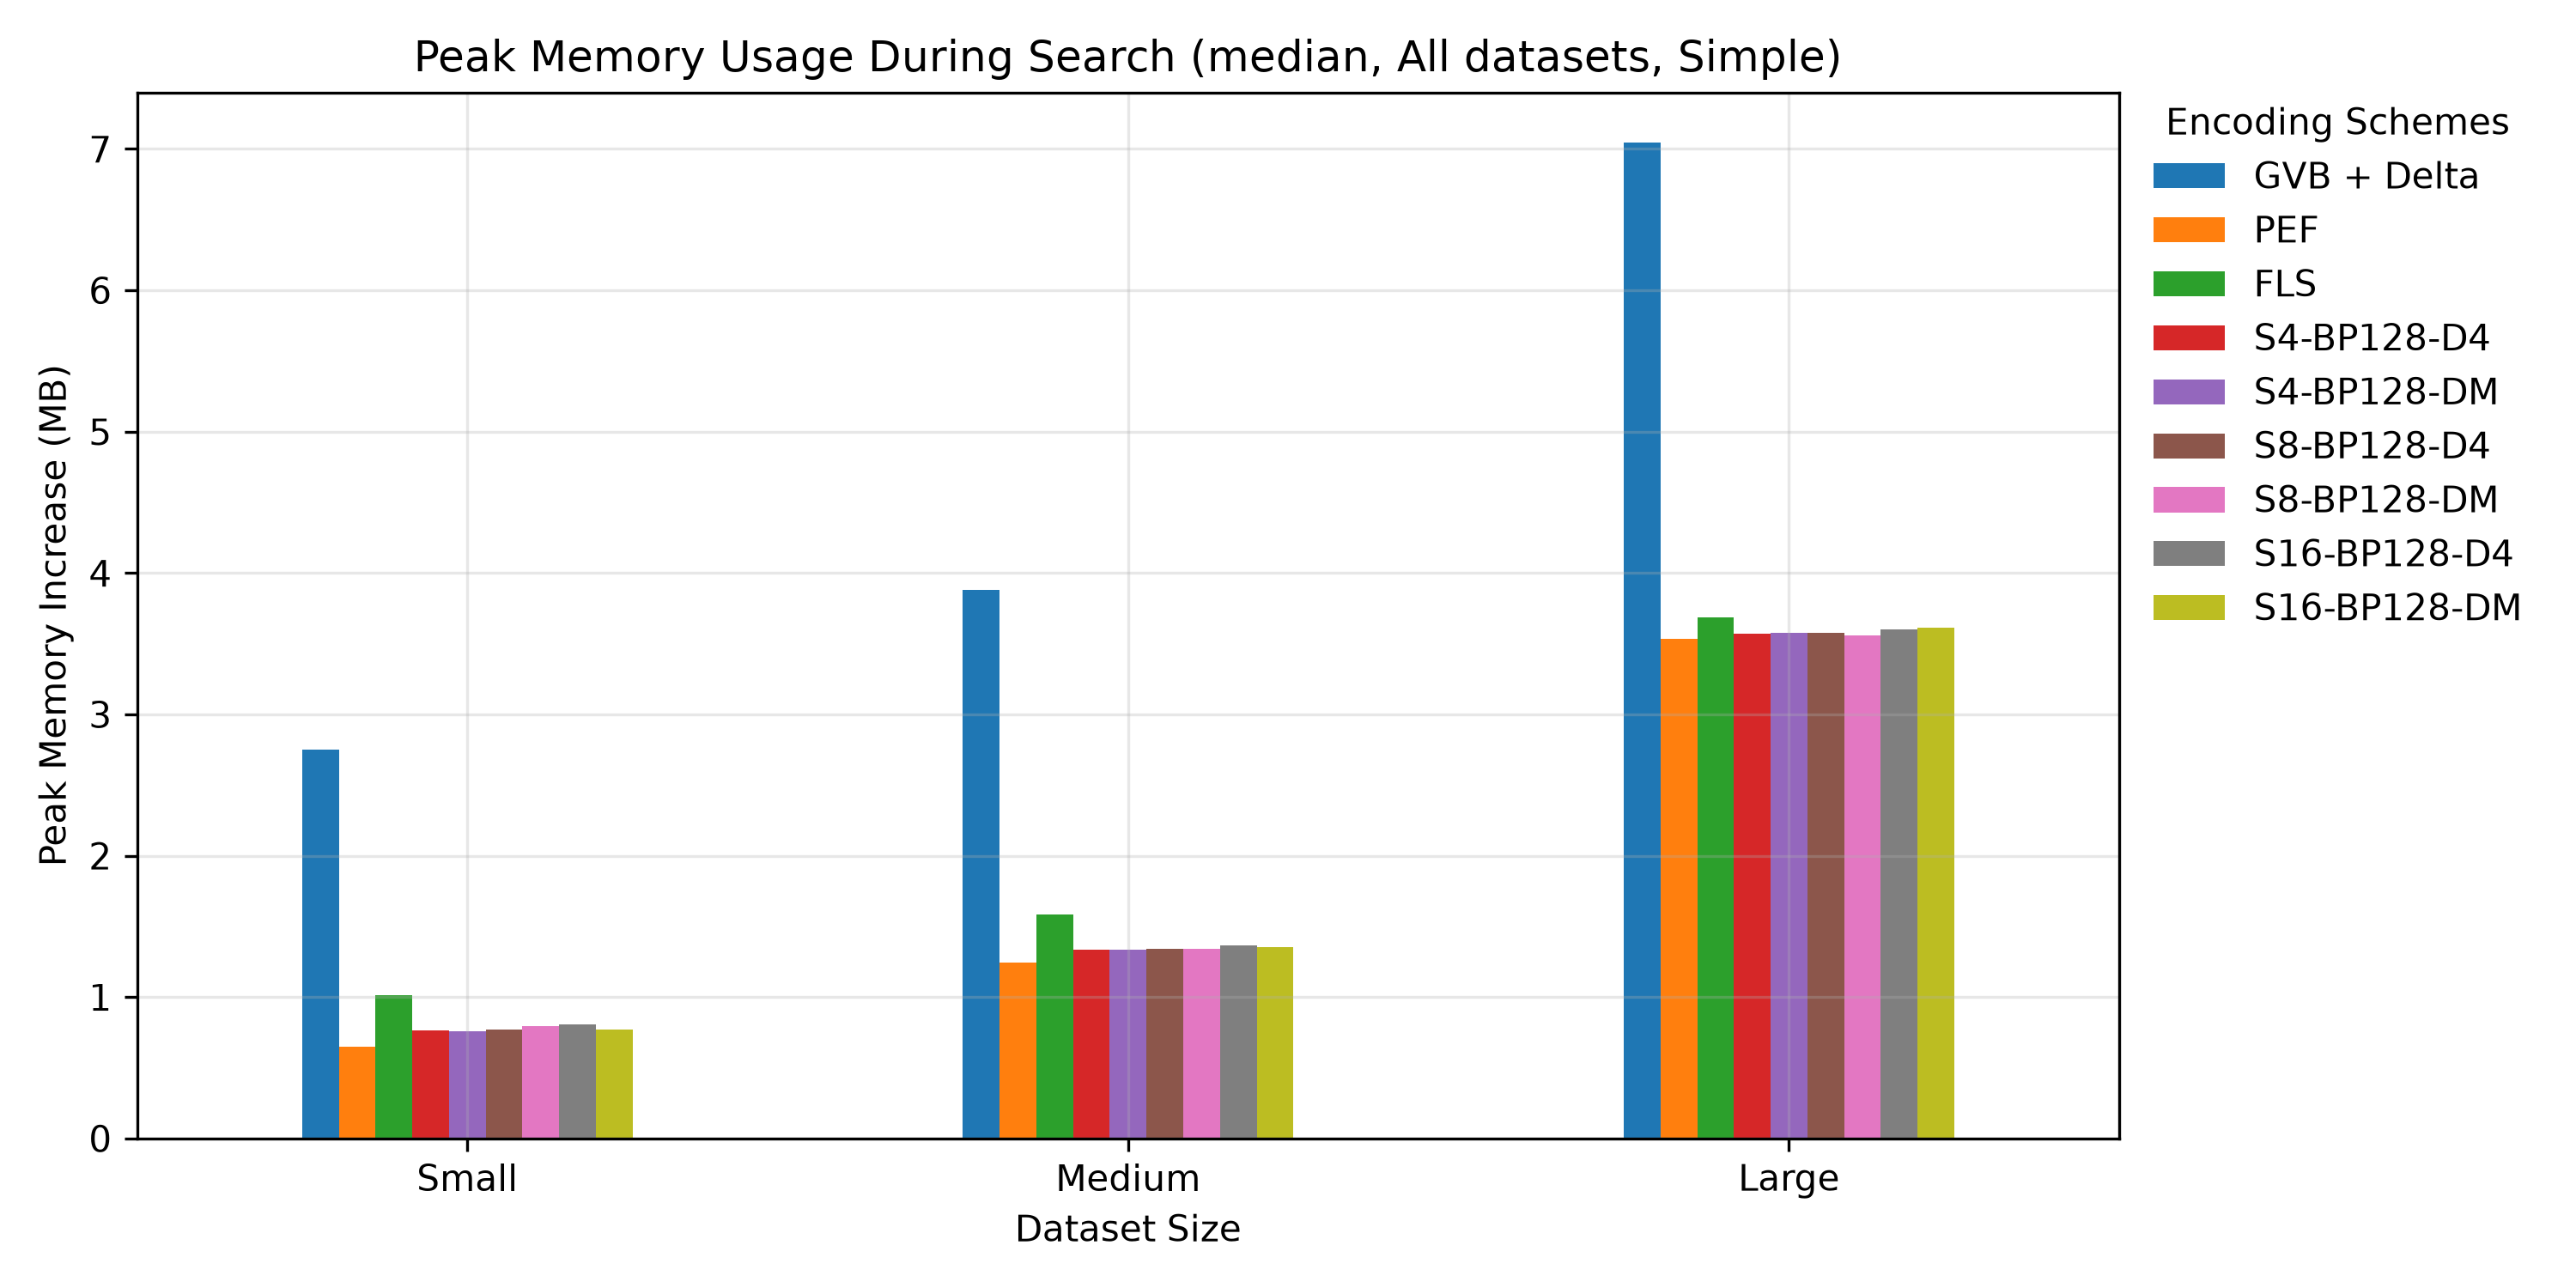 Peak Memory Usage During Search (median, All datasets, Simple)
Peak Memory Increase (MB)
7
6
5
4
3
2
1
0
Small
Medium
Large
Dataset Size
Encoding Schemes
GVB + Delta
PEF
FLS
S4-BP128-D4
S4-BP128-DM
S8-BP128-D4
S8-BP128-DM
S16-BP128-D4
S16-BP128-DM